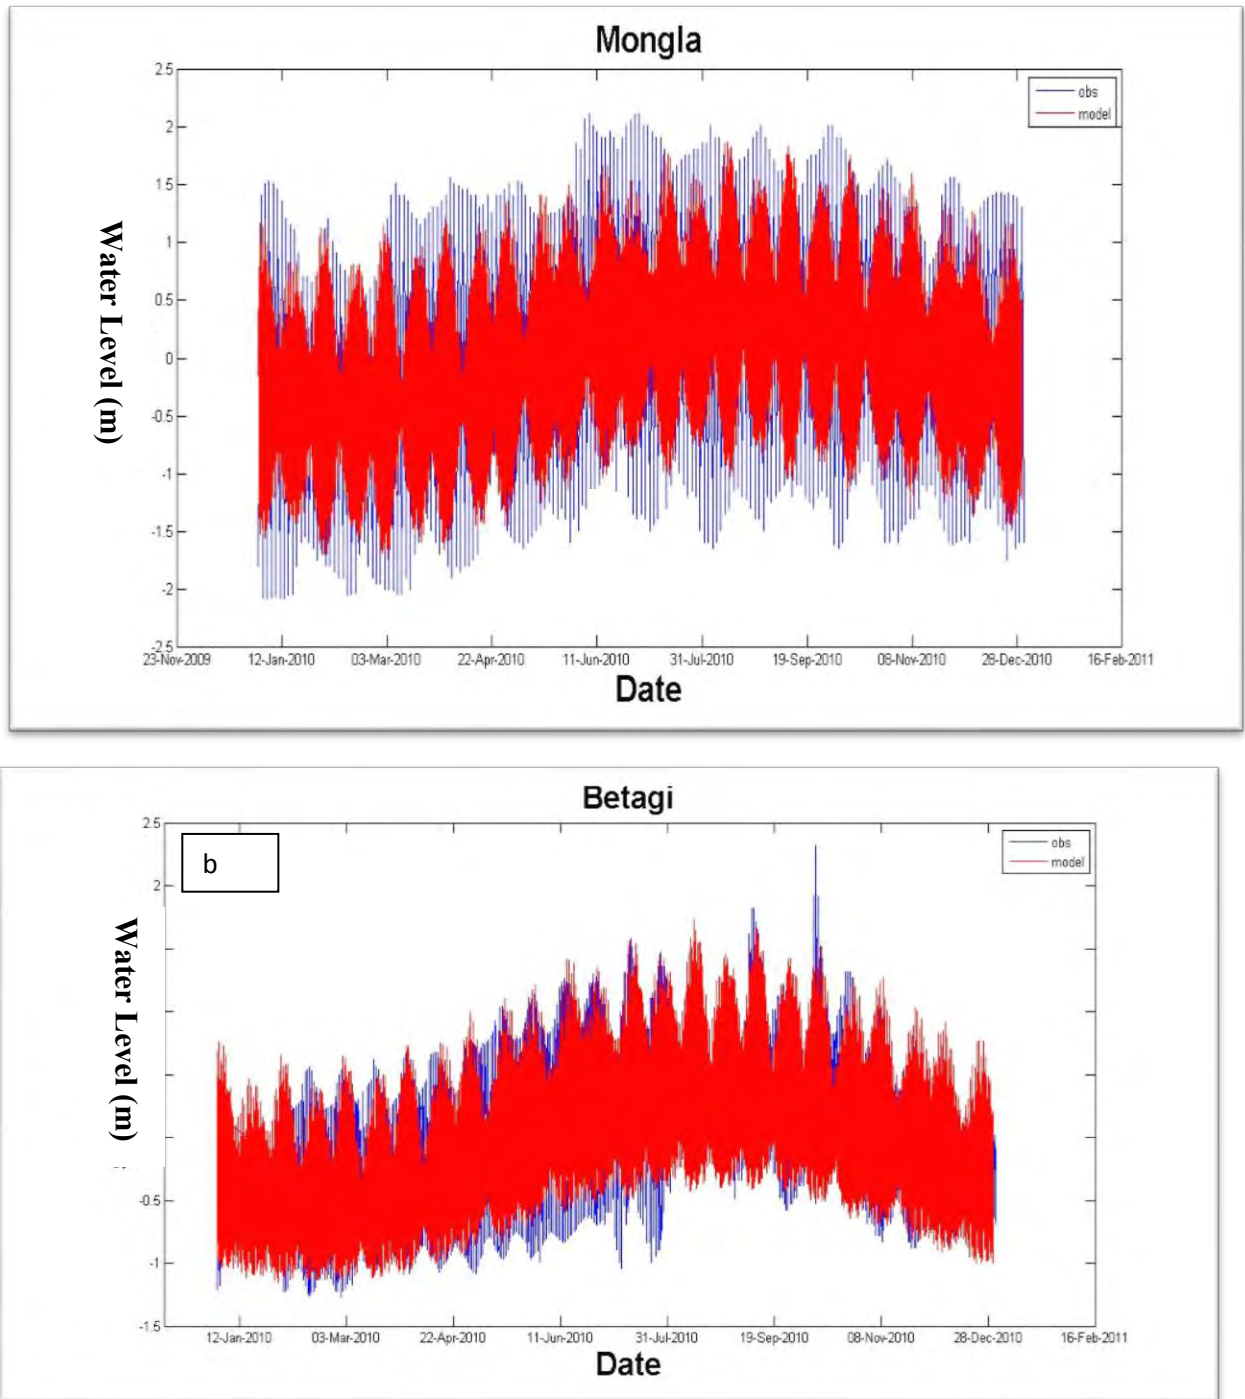 Mongla
2.5
obs
model
2
1.5
1
0.5
0
-0.5
-1
-1.5
-2
-2.5
Water Level (m)
23-Nov-2009 12-Jan-2010 03-Mar-2010 22-Apr-2010 11-Jun-2010 31-Jul-2010 19-Sep-2010 08-Nov-2010 28-Dec-2010 16-Feb-2011
Date
Betagi
2.5
b
obs
model
2
Water Level (m)
-0.5
-1
-1.5
12-Jan-2010 03-Mar-2010 22-Apr-2010 11-Jun-2010 31-Jul-2010 19-Sep-2010 08-Nov-2010 28-Dec-2010 16-Feb-2011
Date